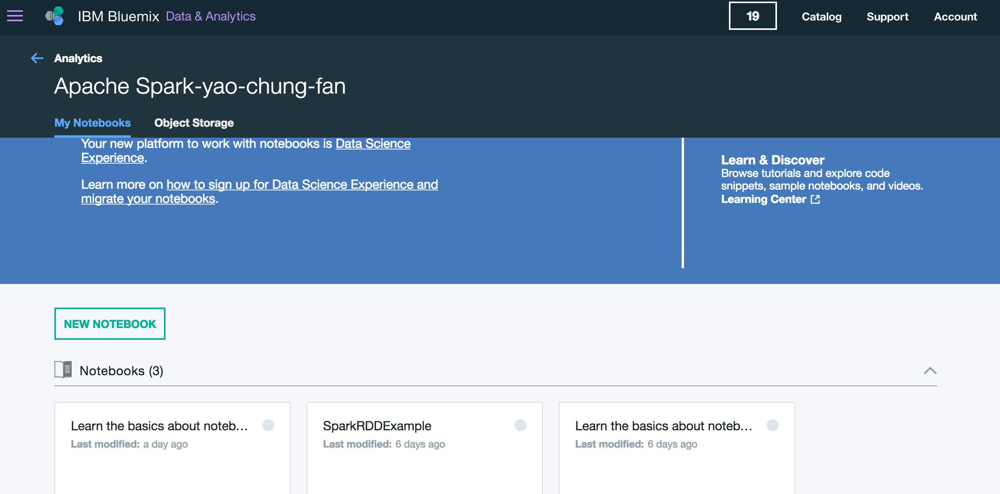 IBM Bluemix Data & Analytics
19
Catalog
Support
Account
Analytics
Apache Spark-yao-chung-fan
My Notebooks
Object Storage
Your new platform to work with notebooks is Data Science
Experience.
Learn more on how to sign up for Data Science Experience and
migrate your notebooks.
Learn & Discover
Browse tutorials and explore code
snippets, sample notebooks, and videos.
Learning Center
NEW NOTEBOOK
Notebooks (3)
Learn the basics about noteb...
Last modified: a day ago
SparkRDDExample
Last modified: 6 days ago
Learn the basics about noteb...
Last modified: 6 days ago